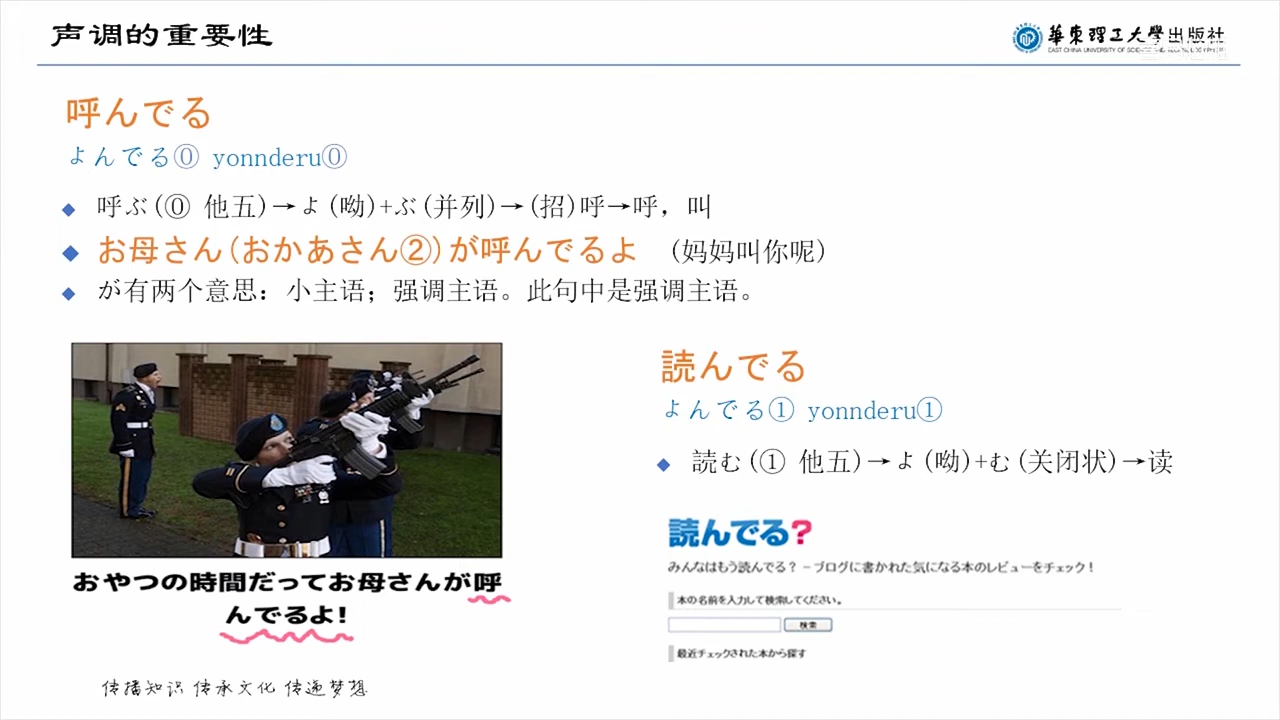 声调的重要性
華東理工大學出版社
呼んでる
よんでる⓪ yonnderu⓪
呼ぶ(⓪ 他五)→よ(呦)+ぶ(并列)→(招)呼→呼，叫
お母さん(おかあさん②)が呼んでるよ (妈妈叫你呢)
が有两个意思：小主语；强调主语。此句中是强调主语。
おやつの時間だってお母さんが呼
んでるよ!
読んでる
よんでる① yonnderu①
読む(① 他五)→よ(呦)+む(关闭状)→读
読んでる?
みんなはもう読んでる？ －ブログに書かれた気になる本のレビューをチェック！
本の名前を入力して検索してください。
検索
最近チェックされた本から探す
传播知识 传承文化 传递梦想